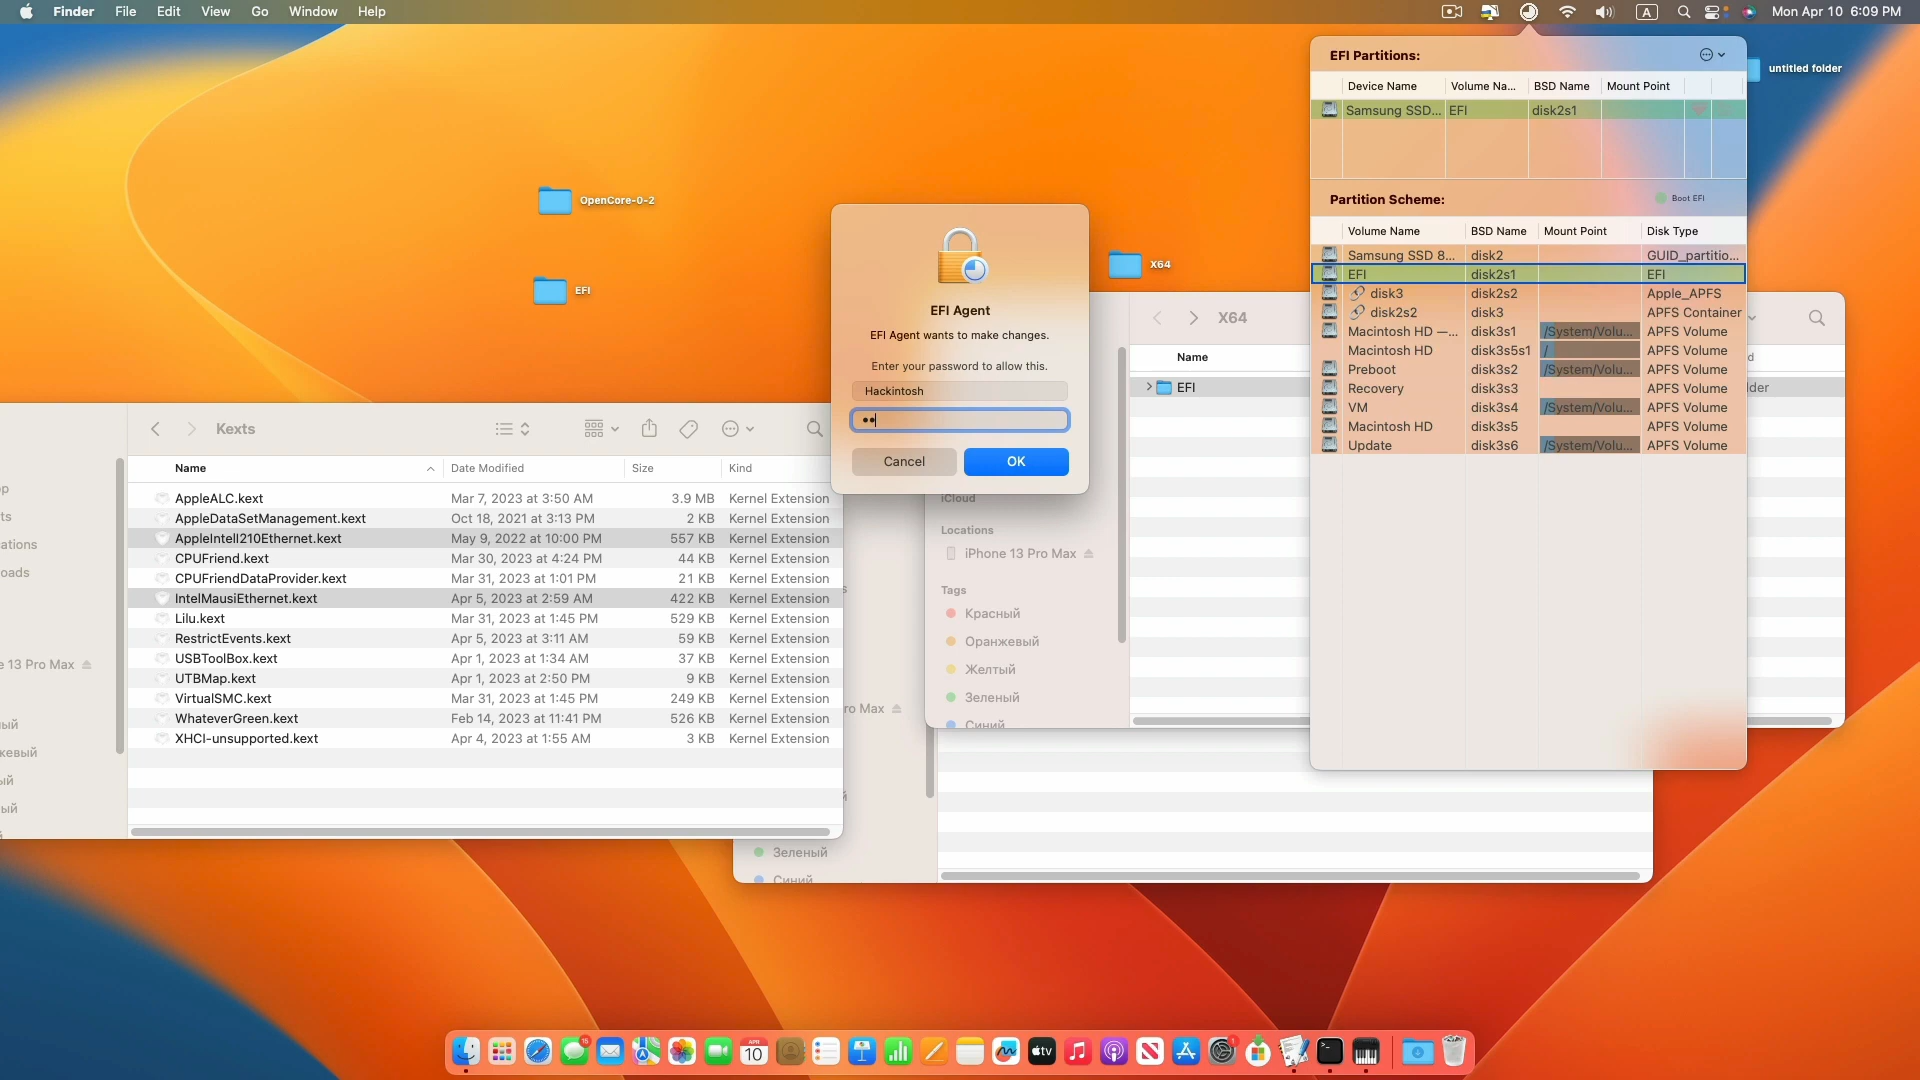 Finder File Edit View Go Window Help
A Mon Apr 10 6:09 PM
EFI Partitions:
Device Name Volume Na... BSD Name Mount Point
Samsung SSD... EFI disk2s1
Partition Scheme: Boot EFI
Volume Name BSD Name Mount Point Disk Type
Samsung SSD 8... disk2 GUID_partitio...
EFI disk2s1 EFI
disk3 disk2s2 Apple_APFS
disk2s2 disk3 APFS Container
Macintosh HD —... disk3s1 /System/Volu... APFS Volume
Macintosh HD disk3s5s1 / APFS Volume
Preboot disk3s2 /System/Volu... APFS Volume
Recovery disk3s3 APFS Volume
VM disk3s4 /System/Volu... APFS Volume
Macintosh HD disk3s5 APFS Volume
Update disk3s6 /System/Volu... APFS Volume
untitled folder
OpenCore-0-2
EFI
X64
EFI Agent
EFI Agent wants to make changes.
Enter your password to allow this.
Hackintosh
••
Cancel OK
X64
Name
EFI
iCloud
Locations
iPhone 13 Pro Max
Tags
Красный
Оранжевый
Желтый
Зеленый
Синий
Kexts
Name Date Modified Size Kind
AppleALC.kext Mar 7, 2023 at 3:50 AM 3.9 MB Kernel Extension
AppleDataSetManagement.kext Oct 18, 2021 at 3:13 PM 2 KB Kernel Extension
AppleIntelI210Ethernet.kext May 9, 2022 at 10:00 PM 557 KB Kernel Extension
CPUFriend.kext Mar 30, 2023 at 4:24 PM 44 KB Kernel Extension
CPUFriendDataProvider.kext Mar 31, 2023 at 1:01 PM 21 KB Kernel Extension
IntelMausiEthernet.kext Apr 5, 2023 at 2:59 AM 422 KB Kernel Extension
Lilu.kext Mar 31, 2023 at 1:45 PM 529 KB Kernel Extension
RestrictEvents.kext Apr 5, 2023 at 3:11 AM 59 KB Kernel Extension
USBToolBox.kext Apr 1, 2023 at 1:34 AM 37 KB Kernel Extension
UTBMap.kext Apr 1, 2023 at 2:50 PM 9 KB Kernel Extension
VirtualSMC.kext Mar 31, 2023 at 1:45 PM 249 KB Kernel Extension
WhateverGreen.kext Feb 14, 2023 at 11:41 PM 526 KB Kernel Extension
XHCI-unsupported.kext Apr 4, 2023 at 1:55 AM 3 KB Kernel Extension
p
ts
ations
oads
e 13 Pro Max
ый
жевый
ый
ый
ro Max
Зеленый
Синий
lder
APR
10
tv